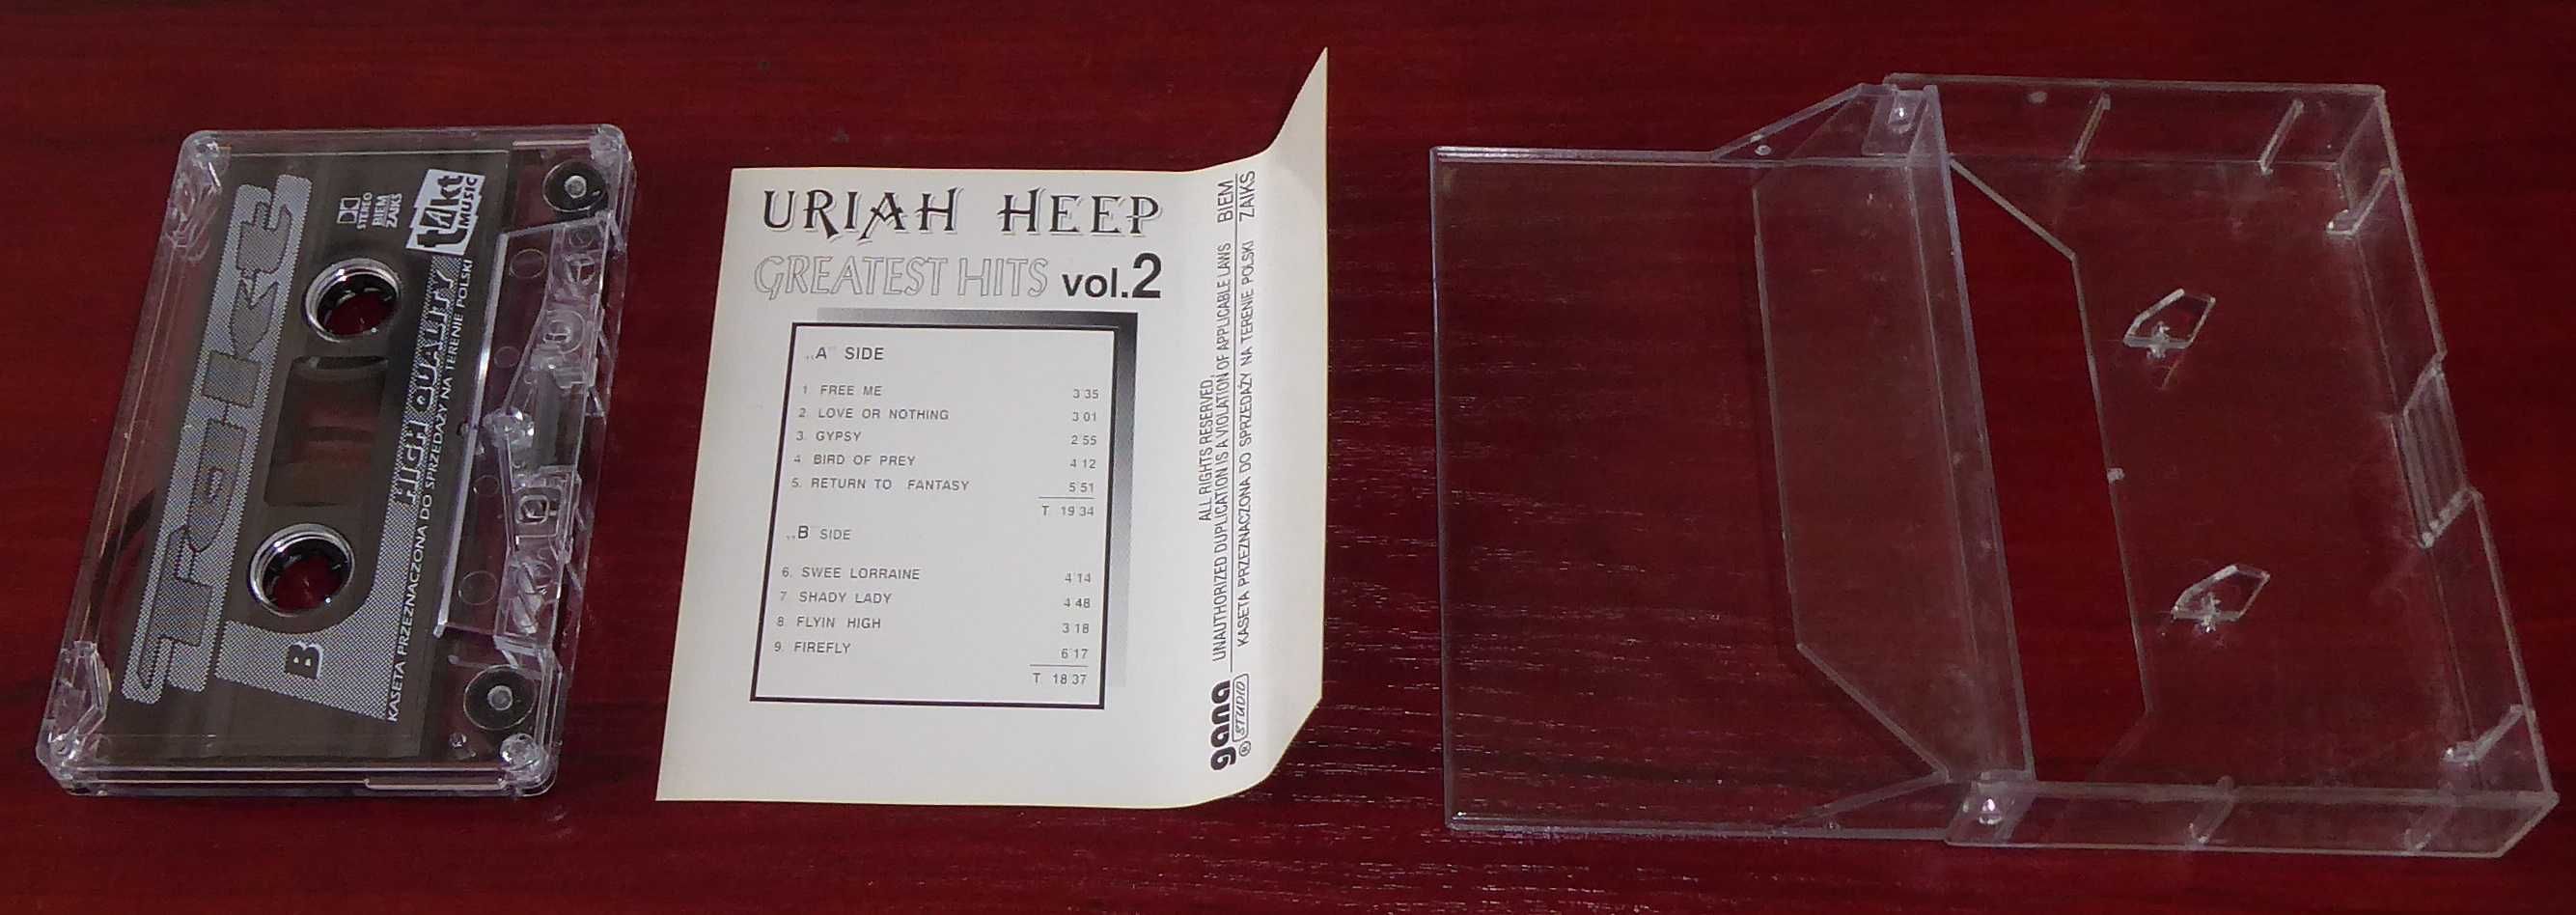 Takt
STEREO
BIEM
ZAIKS
t4kt
MUSIC
HIGH QUALITY
KASETA PRZEZNACZONA DO SPRZEDAŻY NA TERENIE POLSKI
B
URIAH HEEP
GREATEST HITS vol.2
„A" SIDE
1 FREE ME 3 35
2. LOVE OR NOTHING 3 01
3. GYPSY 2 55
4. BIRD OF PREY 4 12
5. RETURN TO FANTASY 5 51
T. 19 34
„B" SIDE
6. SWEE LORRAINE 4 14
7 SHADY LADY 4 48
8. FLYIN HIGH 3 18
9. FIREFLY 6 17
T. 18 37
ALL RIGHTS RESERVED,
UNAUTHORIZED DUPLICATION IS A VIOLATION OF APPLICABLE LAWS BIEM
KASETA PRZEZNACZONA DO SPRZEDAŻY NA TERENIE POLSKI ZAIKS
gana
® STUDIO